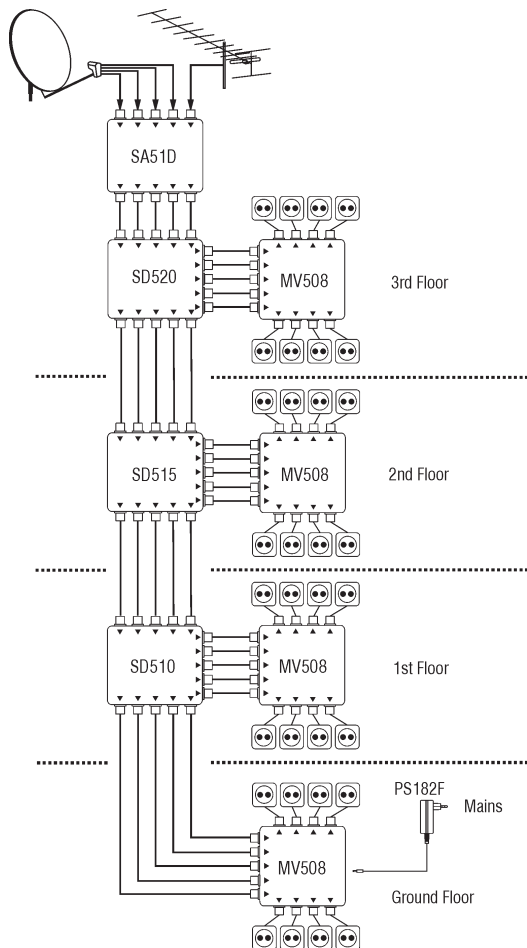 SA51D
SD520
MV508
3rd Floor
SD515
MV508
2nd Floor
SD510
MV508
1st Floor
PS182F
Mains
MV508
Ground Floor